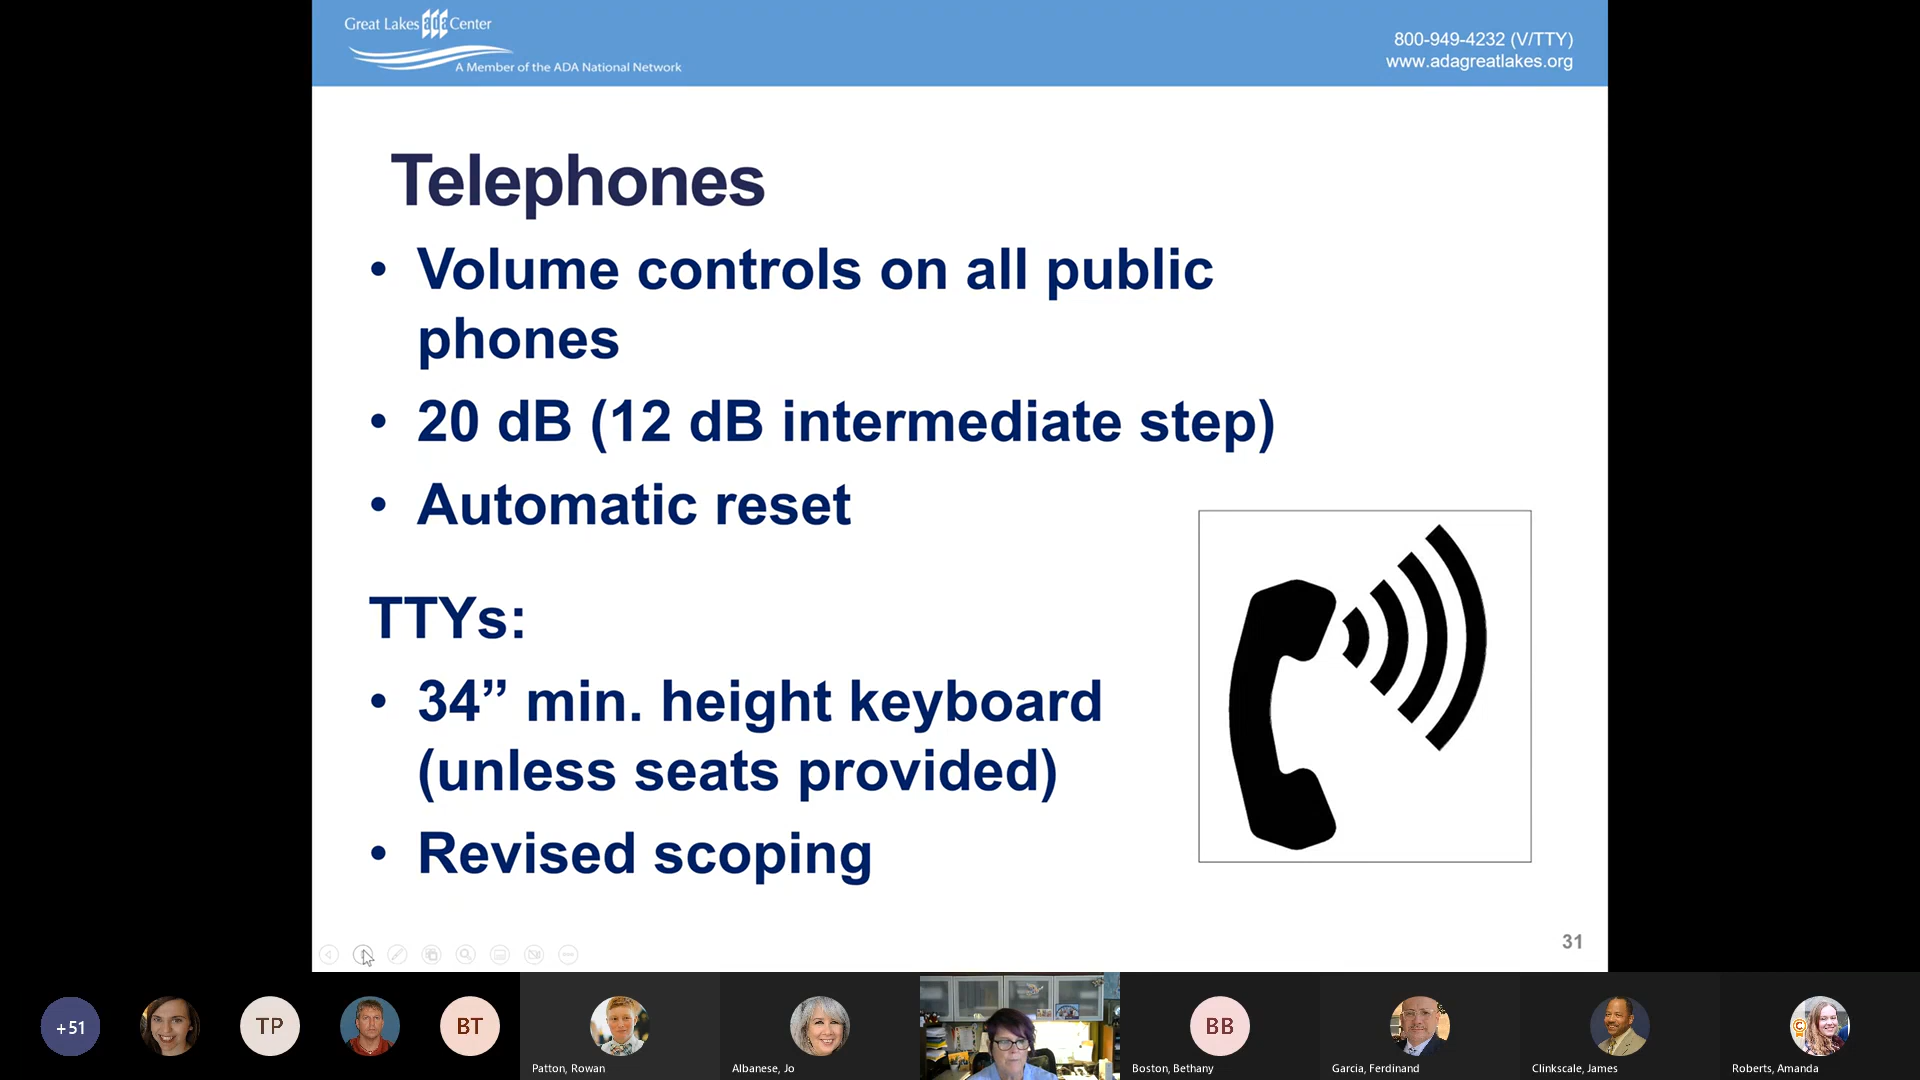 Great Lakes ada Center
A Member of the ADA National Network
800-949-4232 (V/TTY)
www.adagreatlakes.org
Telephones
• Volume controls on all public
phones
• 20 dB (12 dB intermediate step)
• Automatic reset
TTYs:
• 34” min. height keyboard
(unless seats provided)
• Revised scoping
31
+51
TP
BT
Patton, Rowan
Albanese, Jo
BB
Boston, Bethany
Garcia, Ferdinand
Clinkscale, James
C
Roberts, Amanda